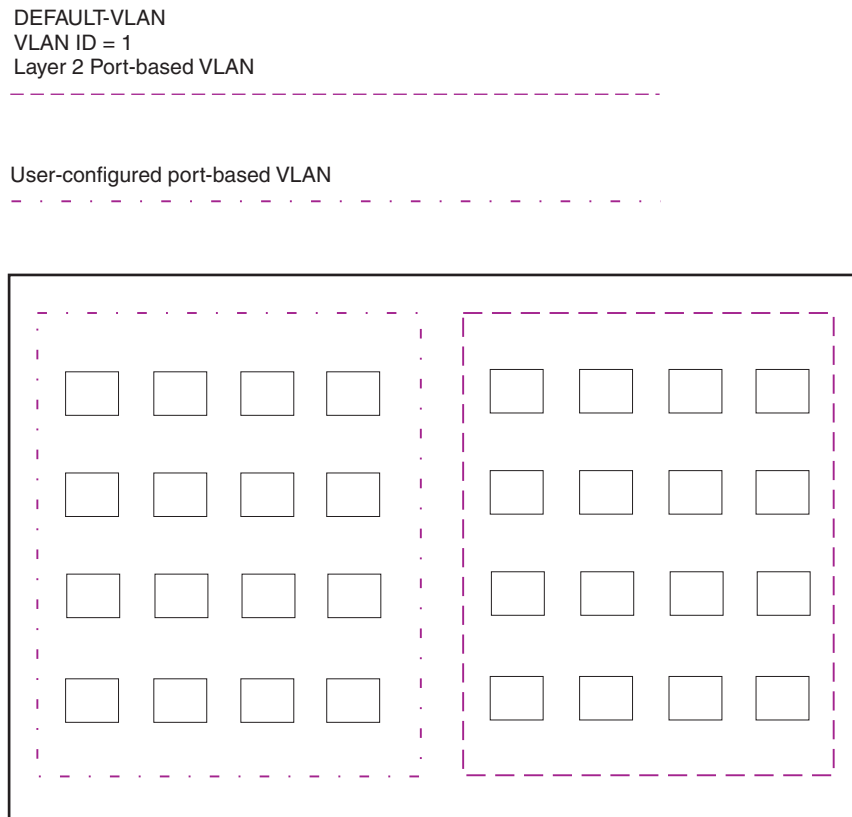 DEFAULT-VLAN
VLAN ID = 1
Layer 2 Port-based VLAN
User-configured port-based VLAN